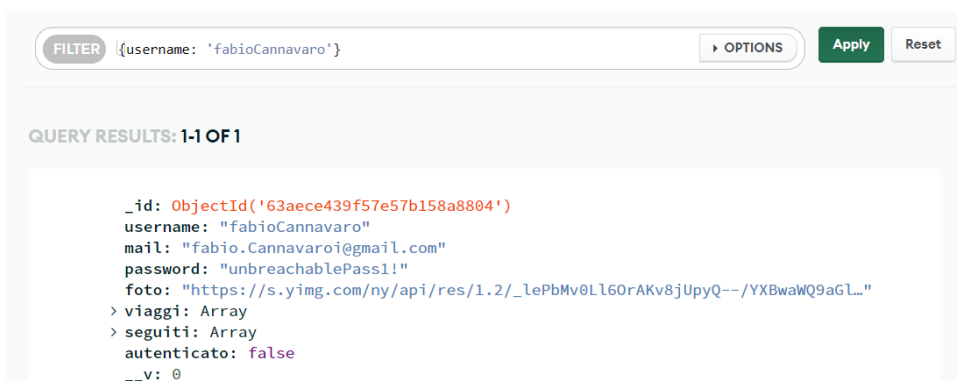 FILTER {username: 'fabioCannavaro'} OPTIONS Apply Reset
QUERY RESULTS: 1-1 OF 1
_id: ObjectId('63aece439f57e57b158a8804')
username: "fabioCannavaro"
mail: "fabio.Cannavaroi@gmail.com"
password: "unbreachablePass1!"
foto: "https://s.yimg.com/ny/api/res/1.2/_lePbMv0Ll6OrAKv8jUpyQ--/YXBwaWQ9aGl…"
> viaggi: Array
> seguiti: Array
autenticato: false
__v: 0